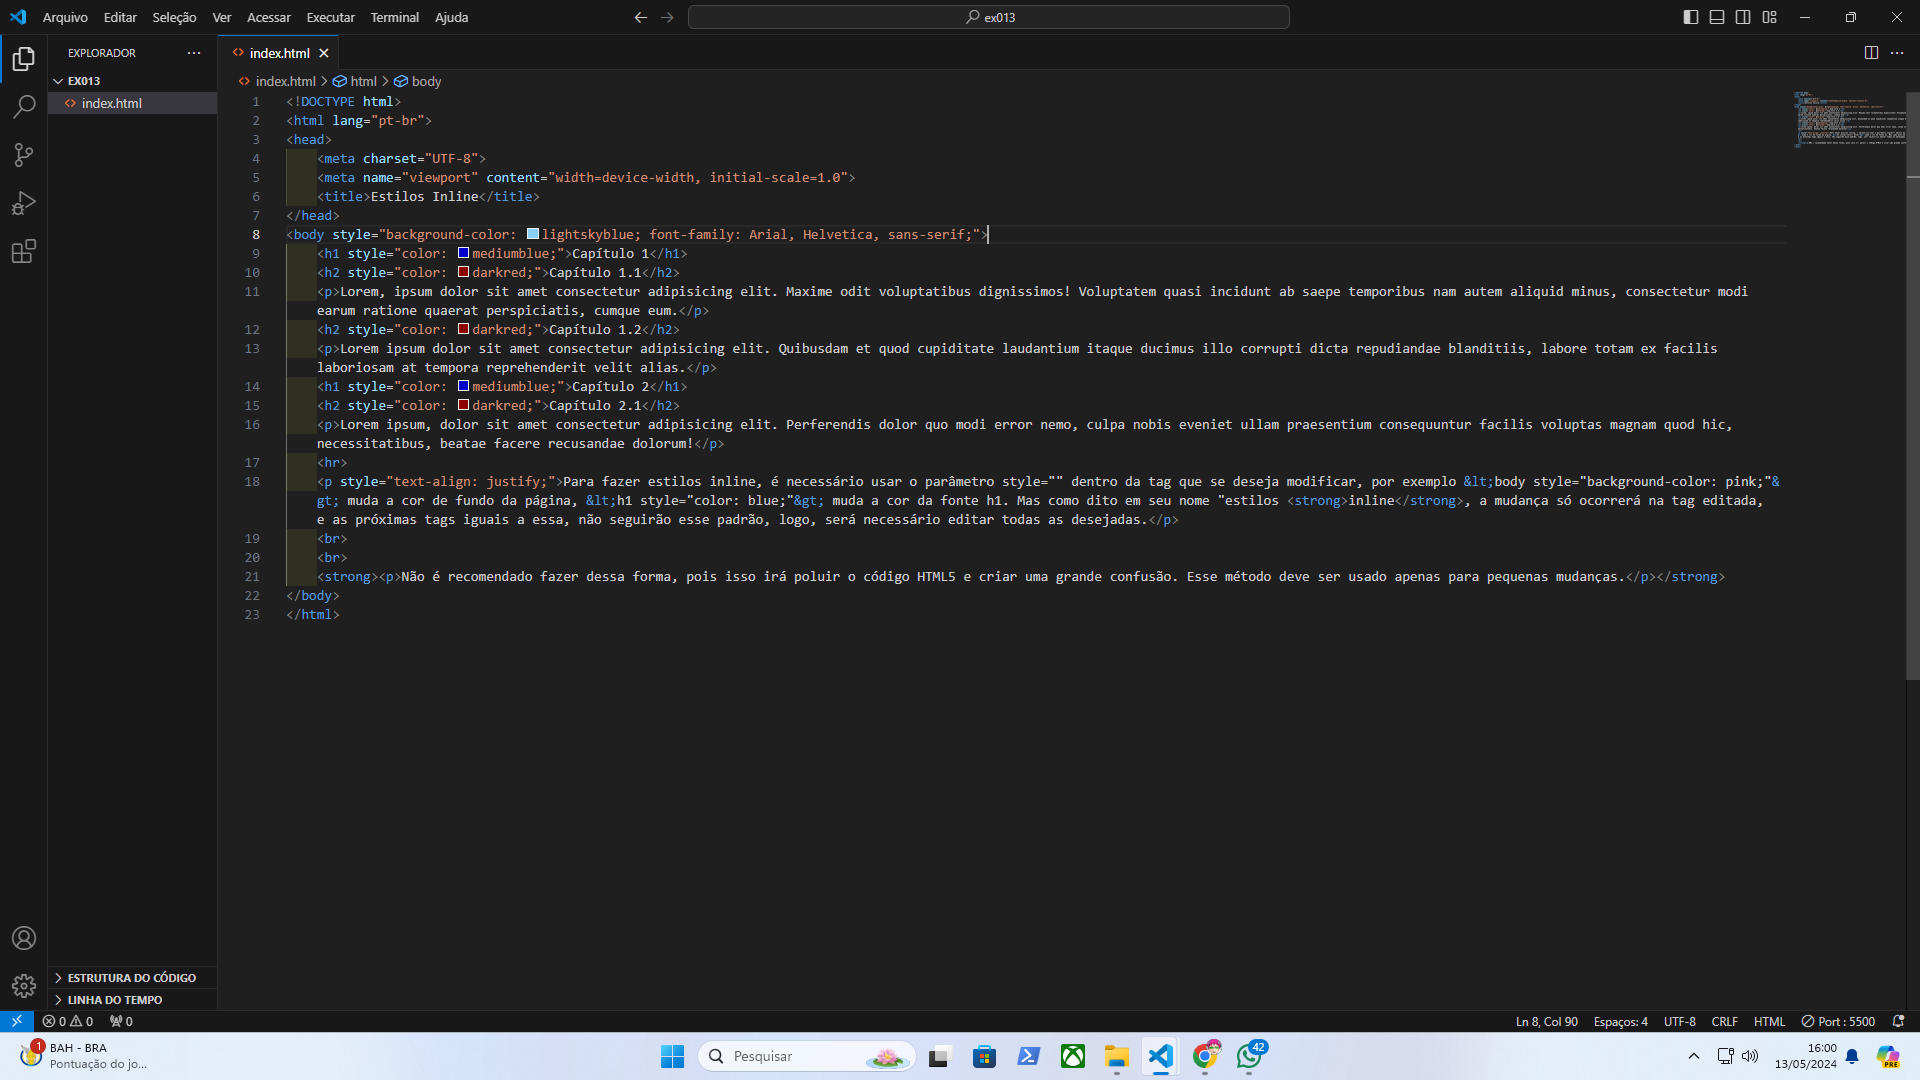 Arquivo Editar Seleção Ver Acessar Executar Terminal Ajuda
ex013
EXPLORADOR
index.html
EX013
index.html
index.html > html > body
1 <!DOCTYPE html>
2 <html lang="pt-br">
3 <head>
4 <meta charset="UTF-8">
5 <meta name="viewport" content="width=device-width, initial-scale=1.0">
6 <title>Estilos Inline</title>
7 </head>
8 <body style="background-color: lightskyblue; font-family: Arial, Helvetica, sans-serif;">
9 <h1 style="color: mediumblue;">Capítulo 1</h1>
10 <h2 style="color: darkred;">Capítulo 1.1</h2>
11 <p>Lorem, ipsum dolor sit amet consectetur adipisicing elit. Maxime odit voluptatibus dignissimos! Voluptatem quasi incidunt ab saepe temporibus nam autem aliquid minus, consectetur modi
earum ratione quaerat perspiciatis, cumque eum.</p>
12 <h2 style="color: darkred;">Capítulo 1.2</h2>
13 <p>Lorem ipsum dolor sit amet consectetur adipisicing elit. Quibusdam et quod cupiditate laudantium itaque ducimus illo corrupti dicta repudiandae blanditiis, labore totam ex facilis
laboriosam at tempora reprehenderit velit alias.</p>
14 <h1 style="color: mediumblue;">Capítulo 2</h1>
15 <h2 style="color: darkred;">Capítulo 2.1</h2>
16 <p>Lorem ipsum, dolor sit amet consectetur adipisicing elit. Perferendis dolor quo modi error nemo, culpa nobis eveniet ullam praesentium consequuntur facilis voluptas magnam quod hic,
necessitatibus, beatae facere recusandae dolorum!</p>
17 <hr>
18 <p style="text-align: justify;">Para fazer estilos inline, é necessário usar o parâmetro style="" dentro da tag que se deseja modificar, por exemplo &lt;body style="background-color: pink;"&
gt; muda a cor de fundo da página, &lt;h1 style="color: blue;"&gt; muda a cor da fonte h1. Mas como dito em seu nome "estilos <strong>inline</strong>, a mudança só ocorrerá na tag editada,
e as próximas tags iguais a essa, não seguirão esse padrão, logo, será necessário editar todas as desejadas.</p>
19 <br>
20 <br>
21 <strong><p>Não é recomendado fazer dessa forma, pois isso irá poluir o código HTML5 e criar uma grande confusão. Esse método deve ser usado apenas para pequenas mudanças.</p></strong>
22 </body>
23 </html>
ESTRUTURA DO CÓDIGO
LINHA DO TEMPO
0 0 0
Ln 8, Col 90 Espaços: 4 UTF-8 CRLF HTML Port : 5500
1
BAH - BRA
Pontuação do jo...
Pesquisar
42
PRE
16:00
13/05/2024